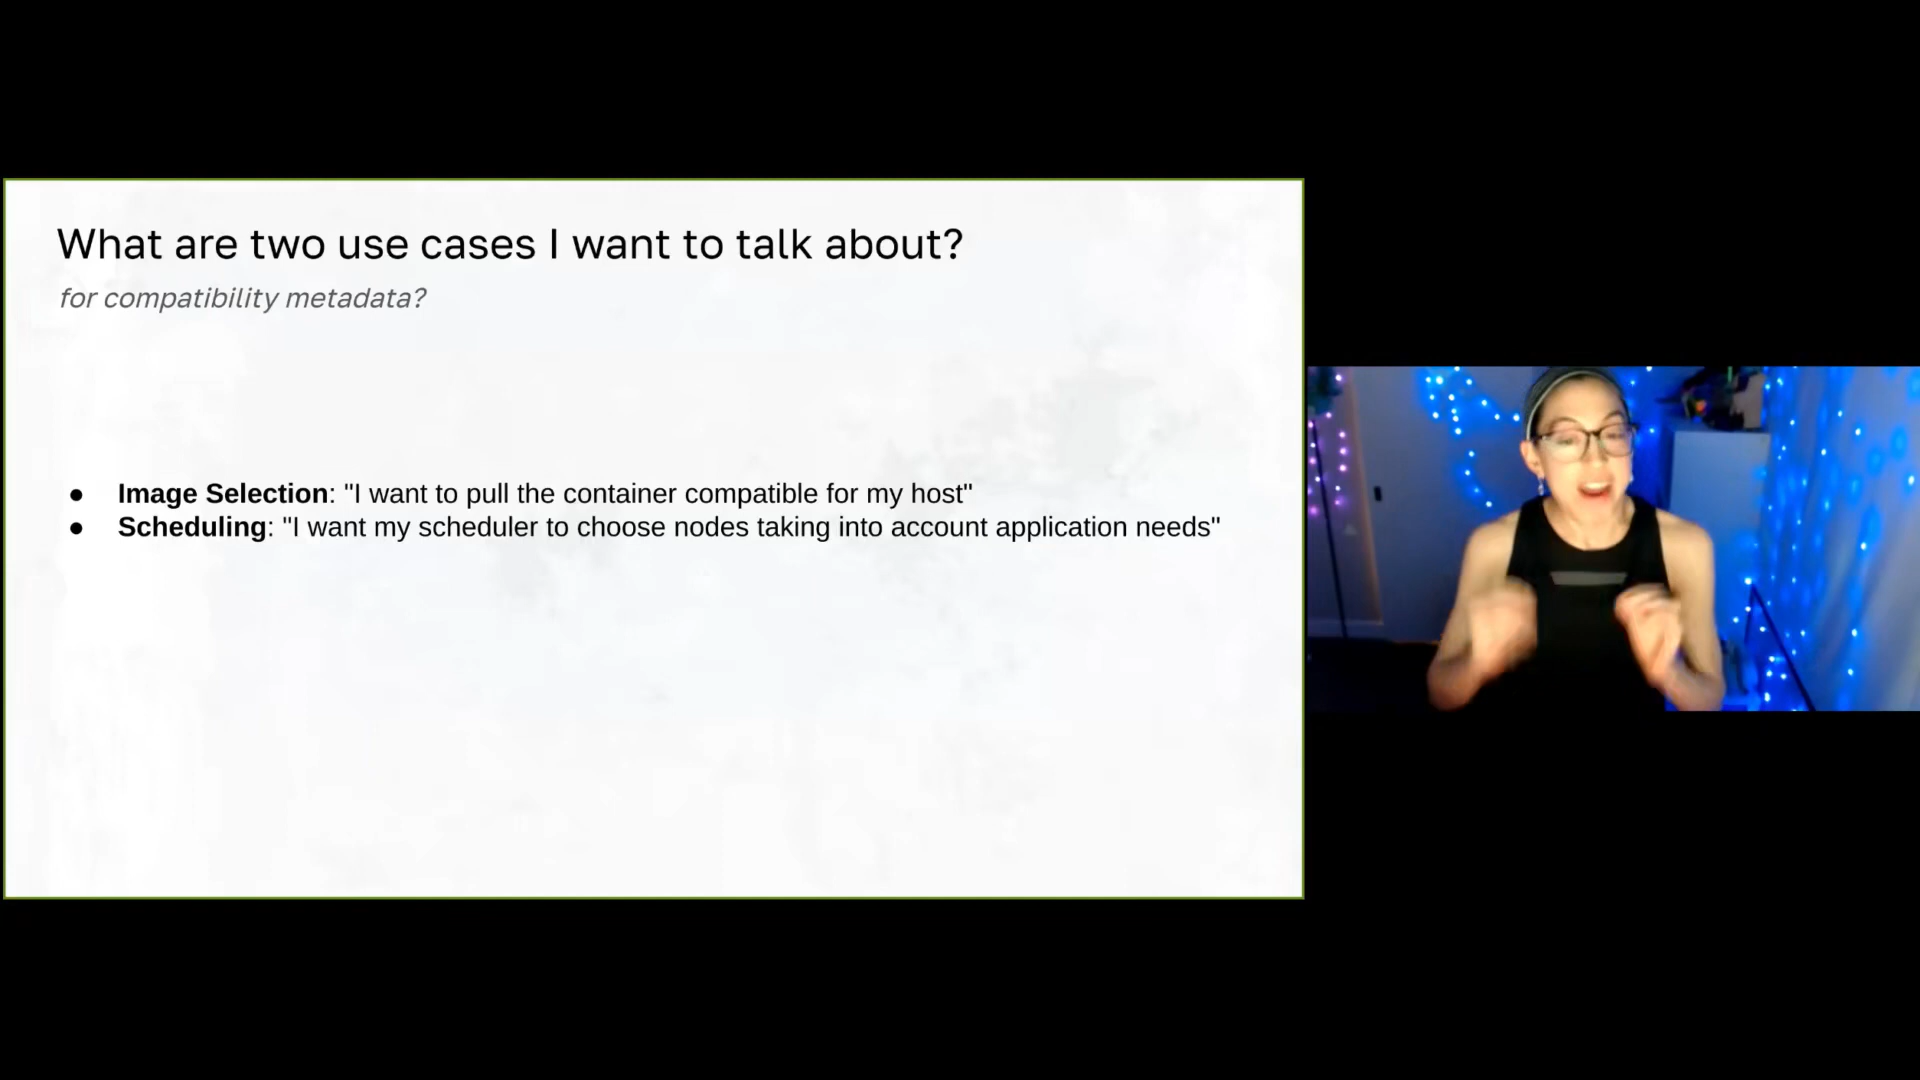 What are two use cases I want to talk about?
for compatibility metadata?
● Image Selection: "I want to pull the container compatible for my host"
● Scheduling: "I want my scheduler to choose nodes taking into account application needs"